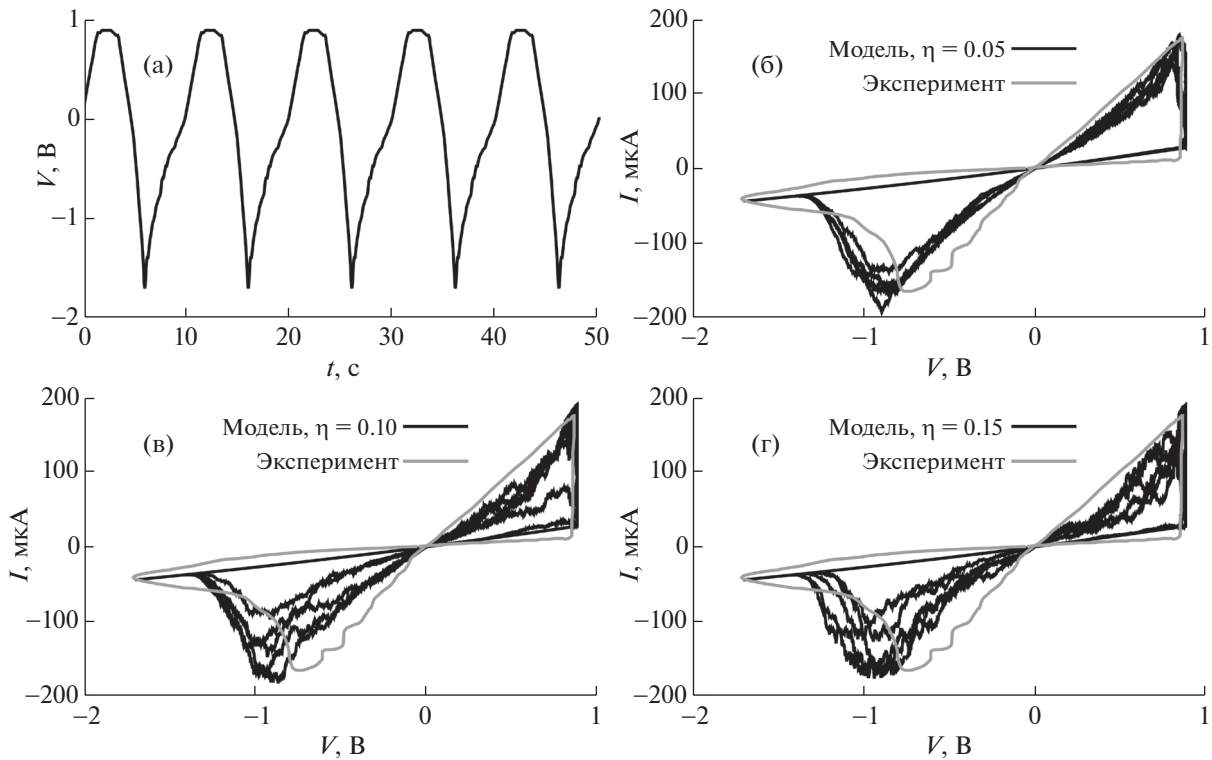 1
0
−1
−2
V, В
(а)
0
10
20
30
40
50
t, с
200
100
0
−100
−200
I, мкА
(б)
Модель, η = 0.05
Эксперимент
−2
−1
0
1
V, В
200
100
0
−100
−200
I, мкА
(в)
Модель, η = 0.10
Эксперимент
−2
−1
0
1
V, В
200
100
0
−100
−200
I, мкА
(г)
Модель, η = 0.15
Эксперимент
−2
−1
0
1
V, В